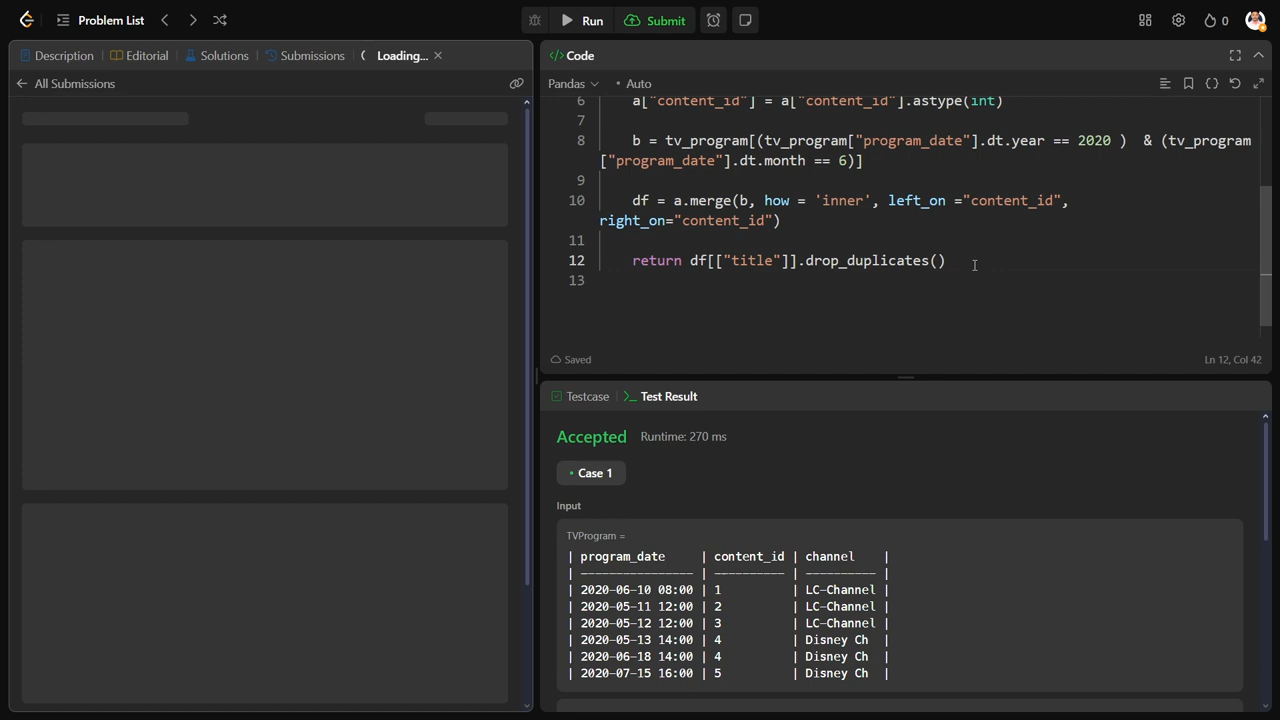 Problem List
Run
Submit
0
Description
Editorial
Solutions
Submissions
Loading...
All Submissions
</> Code
Pandas
Auto
6 a["content_id"] = a["content_id"].astype(int)
7
8 b = tv_program[(tv_program["program_date"].dt.year == 2020 ) & (tv_program
["program_date"].dt.month == 6)]
9
10 df = a.merge(b, how = 'inner', left_on ="content_id",
right_on="content_id")
11
12 return df[["title"]].drop_duplicates()
13
Saved
Ln 12, Col 42
Testcase
Test Result
Accepted Runtime: 270 ms
Case 1
Input
TVProgram =
| program_date | content_id | channel |
| ---------------- | ---------- | ---------- |
| 2020-06-10 08:00 | 1 | LC-Channel |
| 2020-05-11 12:00 | 2 | LC-Channel |
| 2020-05-12 12:00 | 3 | LC-Channel |
| 2020-05-13 14:00 | 4 | Disney Ch |
| 2020-06-18 14:00 | 4 | Disney Ch |
| 2020-07-15 16:00 | 5 | Disney Ch |